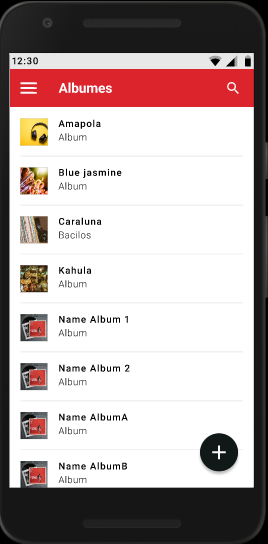 12:30
Albumes
Amapola
Album
Blue jasmine
Album
Caraluna
Bacilos
Kahula
Album
Name Album 1
Album
Name Album 2
Album
Name AlbumA
Album
Name AlbumB
Album